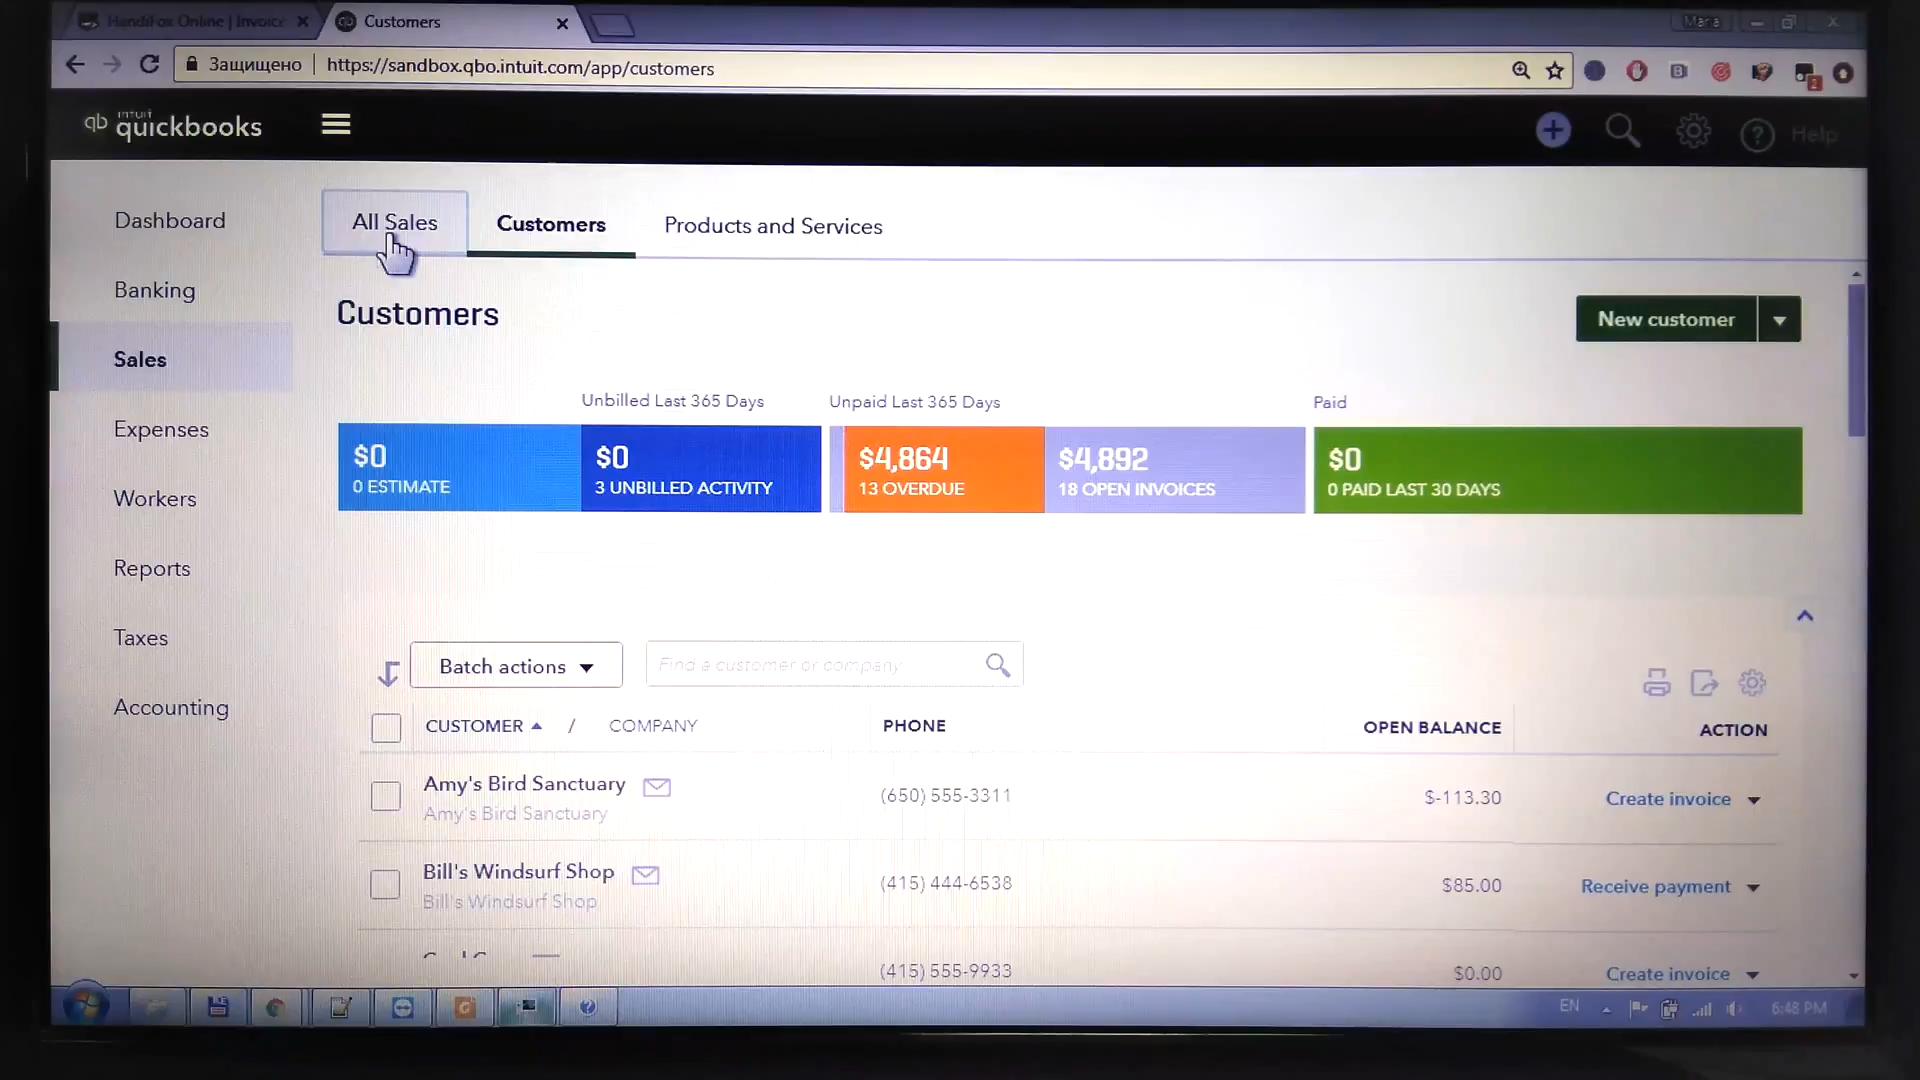 HandiFox Online | Invoice
Customers
Maria
Защищено
https://sandbox.qbo.intuit.com/app/customers
B
2
qb intuit quickbooks
Help
Dashboard
Banking
Sales
Expenses
Workers
Reports
Taxes
Accounting
All Sales
Customers
Products and Services
Customers
New customer
Unbilled Last 365 Days
Unpaid Last 365 Days
Paid
$0
0 ESTIMATE
$0
3 UNBILLED ACTIVITY
$4,864
13 OVERDUE
$4,892
18 OPEN INVOICES
$0
0 PAID LAST 30 DAYS
Batch actions
Find a customer or company
CUSTOMER / COMPANY
PHONE
OPEN BALANCE
ACTION
Amy's Bird Sanctuary
Amy's Bird Sanctuary
(650) 555-3311
$-113.30
Create invoice
Bill's Windsurf Shop
Bill's Windsurf Shop
(415) 444-6538
$85.00
Receive payment
(415) 555-9933
$0.00
Create invoice
EN
6:48 PM